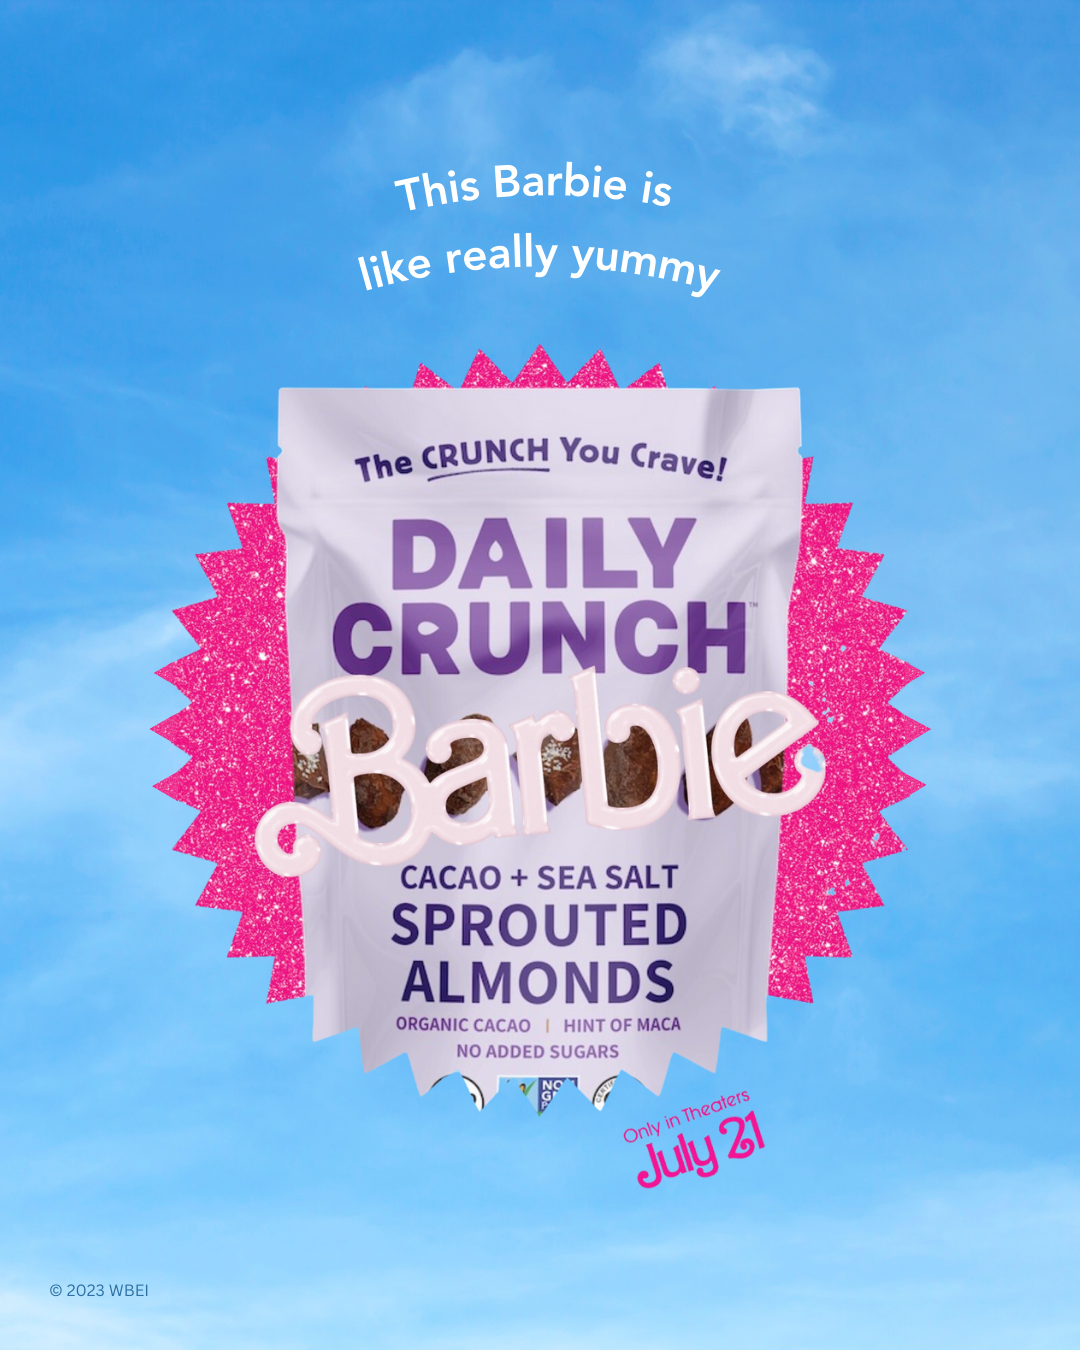 This Barbie is
like really yummy
The CRUNCH You Crave!
DAILY
CRUNCH™
Barbie
CACAO + SEA SALT
SPROUTED
ALMONDS
ORGANIC CACAO | HINT OF MACA
NO ADDED SUGARS
Only in Theaters
July 21
© 2023 WBEI